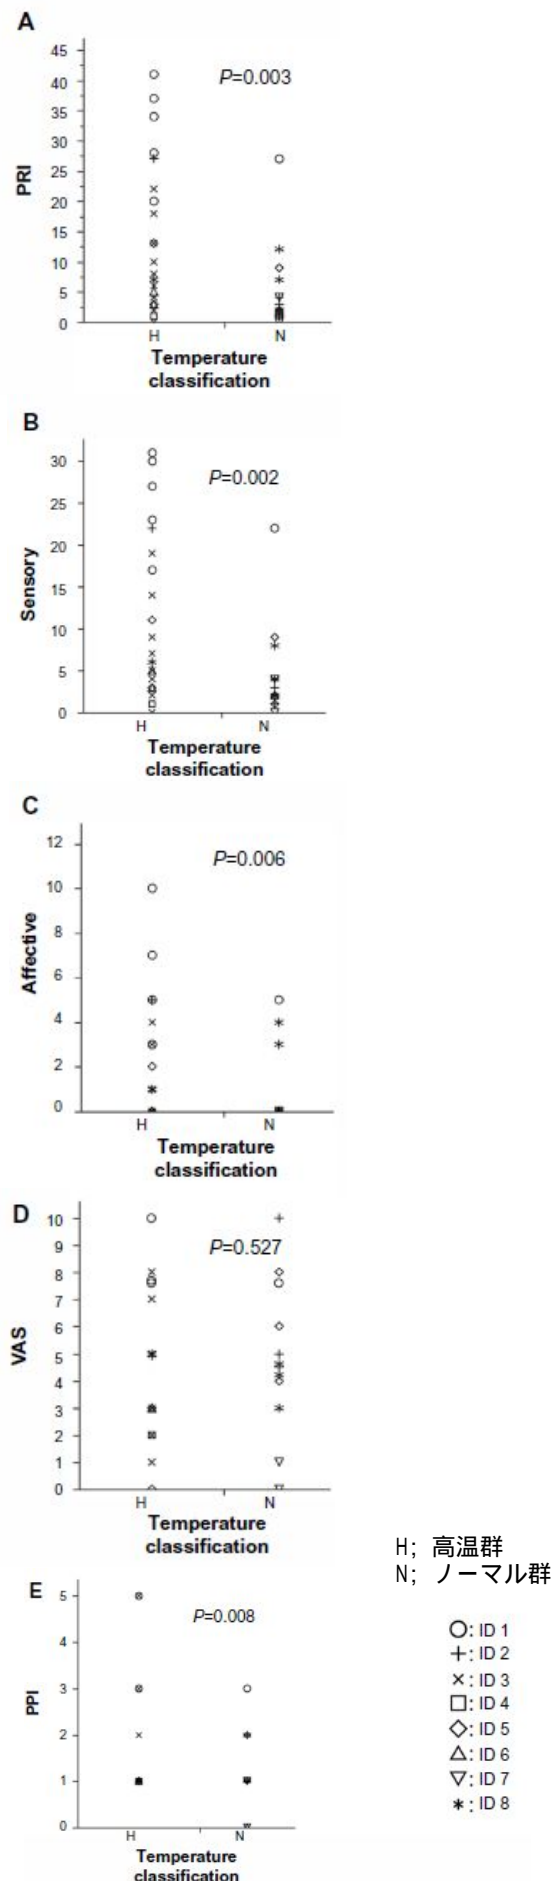 A
45
40
35
30
25
20
15
10
5
0
PRI
P=0.003
H N
Temperature
classification
B
30
25
20
15
10
5
0
Sensory
P=0.002
H N
Temperature
classification
C
12
10
8
6
4
2
0
Affective
P=0.006
H N
Temperature
classification
D
10
9
8
7
6
5
4
3
2
1
0
VAS
P=0.527
H N
Temperature
classification
H; 高温群
N; ノーマル群
E
5
4
3
2
1
0
PPI
P=0.008
H N
Temperature
classification
: ID 1
: ID 2
: ID 3
: ID 4
: ID 5
: ID 6
: ID 7
: ID 8